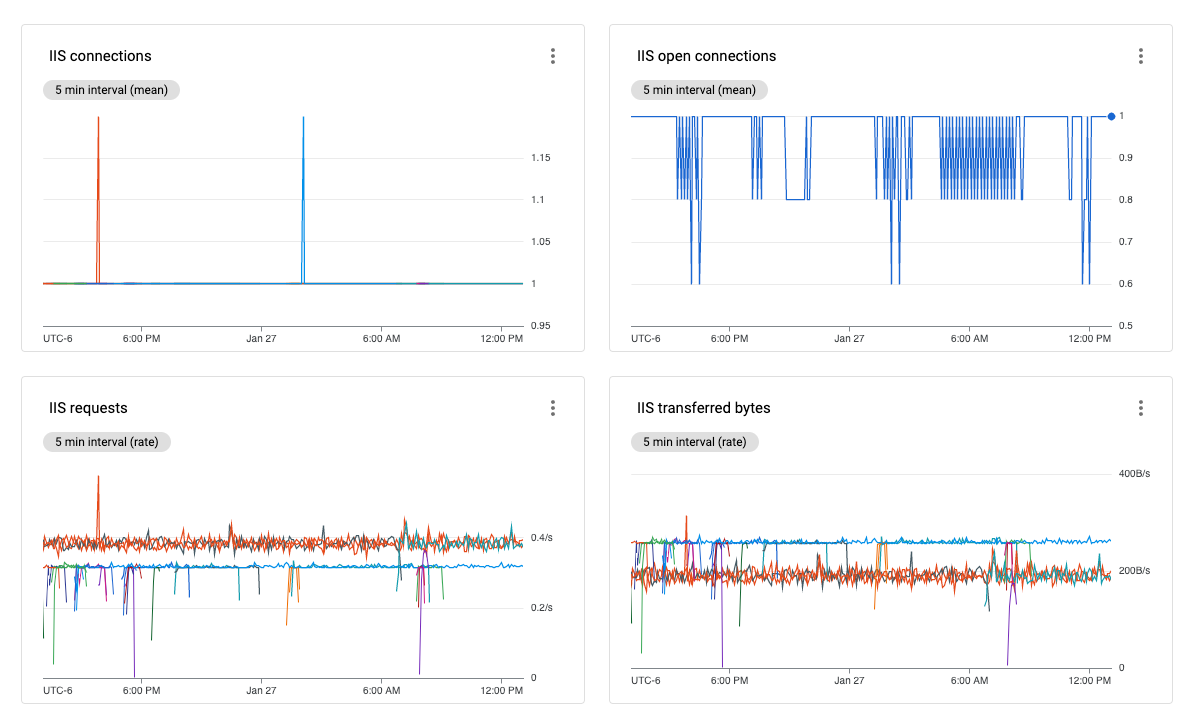 IIS connections
5 min interval (mean)
1.15
1.1
1.05
1
0.95
UTC-6 6:00 PM Jan 27 6:00 AM 12:00 PM
IIS open connections
5 min interval (mean)
1
0.9
0.8
0.7
0.6
0.5
UTC-6 6:00 PM Jan 27 6:00 AM 12:00 PM
IIS requests
5 min interval (rate)
0.4/s
0.2/s
0
UTC-6 6:00 PM Jan 27 6:00 AM 12:00 PM
IIS transferred bytes
5 min interval (rate)
400B/s
200B/s
0
UTC-6 6:00 PM Jan 27 6:00 AM 12:00 PM